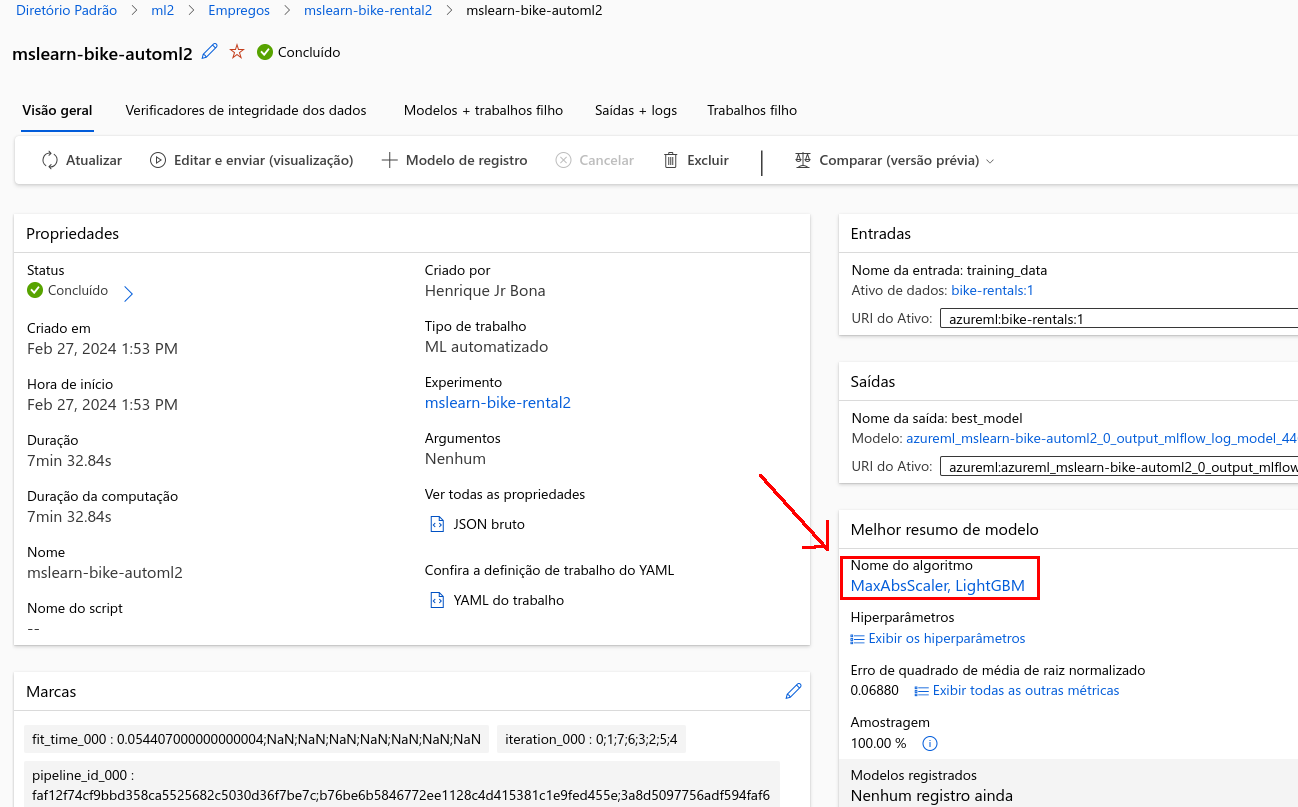 Diretório Padrão > ml2 > Empregos > mslearn-bike-rental2 > mslearn-bike-automl2
mslearn-bike-automl2 Concluído
Visão geral Verificadores de integridade dos dados Modelos + trabalhos filho Saídas + logs Trabalhos filho
Atualizar Editar e enviar (visualização) Modelo de registro Cancelar Excluir Comparar (versão prévia)
Propriedades
Status
Concluído
Criado em
Feb 27, 2024 1:53 PM
Hora de início
Feb 27, 2024 1:53 PM
Duração
7min 32.84s
Duração da computação
7min 32.84s
Nome
mslearn-bike-automl2
Nome do script
--
Criado por
Henrique Jr Bona
Tipo de trabalho
ML automatizado
Experimento
mslearn-bike-rental2
Argumentos
Nenhum
Ver todas as propriedades
JSON bruto
Confira a definição de trabalho do YAML
YAML do trabalho
Marcas
fit_time_000 : 0.054407000000000004;NaN;NaN;NaN;NaN;NaN;NaN;NaN iteration_000 : 0;1;7;6;3;2;5;4
pipeline_id_000 :
faf12f74cf9bbd358ca5525682c5030d36f7be7c;b76be6b5846772ee1128c4d415381c1e9fed455e;3a8d5097756adf594faf6
Entradas
Nome da entrada: training_data
Ativo de dados: bike-rentals:1
URI do Ativo: azureml:bike-rentals:1
Saídas
Nome da saída: best_model
Modelo: azureml_mslearn-bike-automl2_0_output_mlflow_log_model_44
URI do Ativo: azureml:azureml_mslearn-bike-automl2_0_output_mlflow
Melhor resumo de modelo
Nome do algoritmo
MaxAbsScaler, LightGBM
Hiperparâmetros
Exibir os hiperparâmetros
Erro de quadrado de média de raiz normalizado
0.06880 Exibir todas as outras métricas
Amostragem
100.00 %
Modelos registrados
Nenhum registro ainda